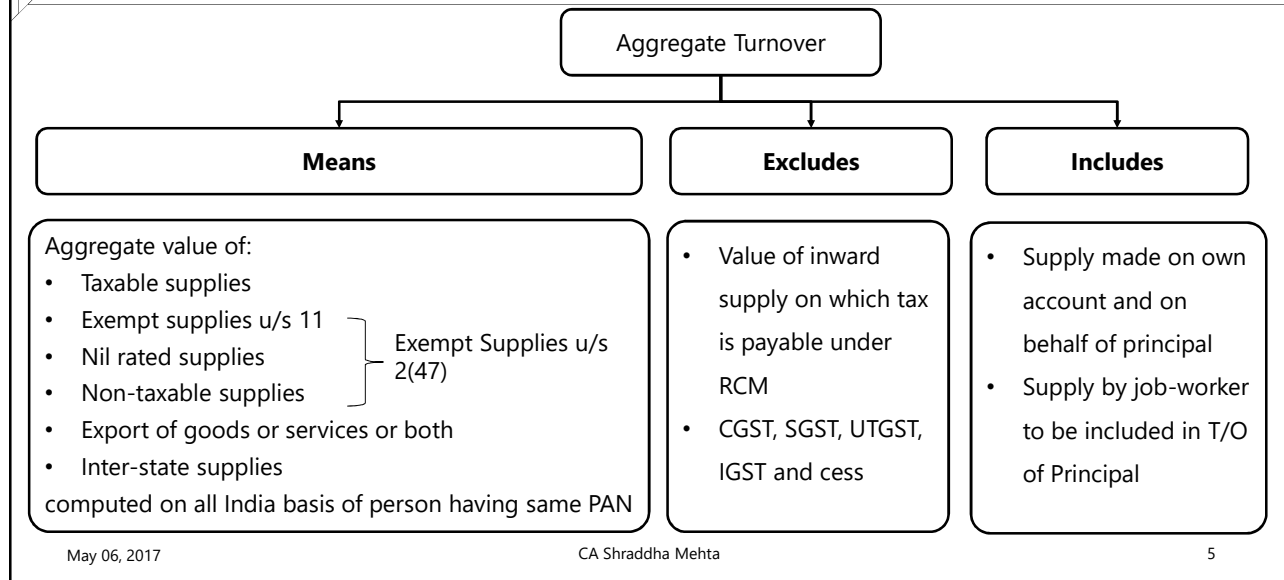 Aggregate Turnover
Means
Aggregate value of:
• Taxable supplies
• Exempt supplies u/s 11
• Nil rated supplies
• Non-taxable supplies
Exempt Supplies u/s
2(47)
• Export of goods or services or both
• Inter-state supplies
computed on all India basis of person having same PAN
Excludes
• Value of inward
supply on which tax
is payable under
RCM
• CGST, SGST, UTGST,
IGST and cess
Includes
• Supply made on own
account and on
behalf of principal
• Supply by job-worker
to be included in T/O
of Principal
May 06, 2017
CA Shraddha Mehta
5